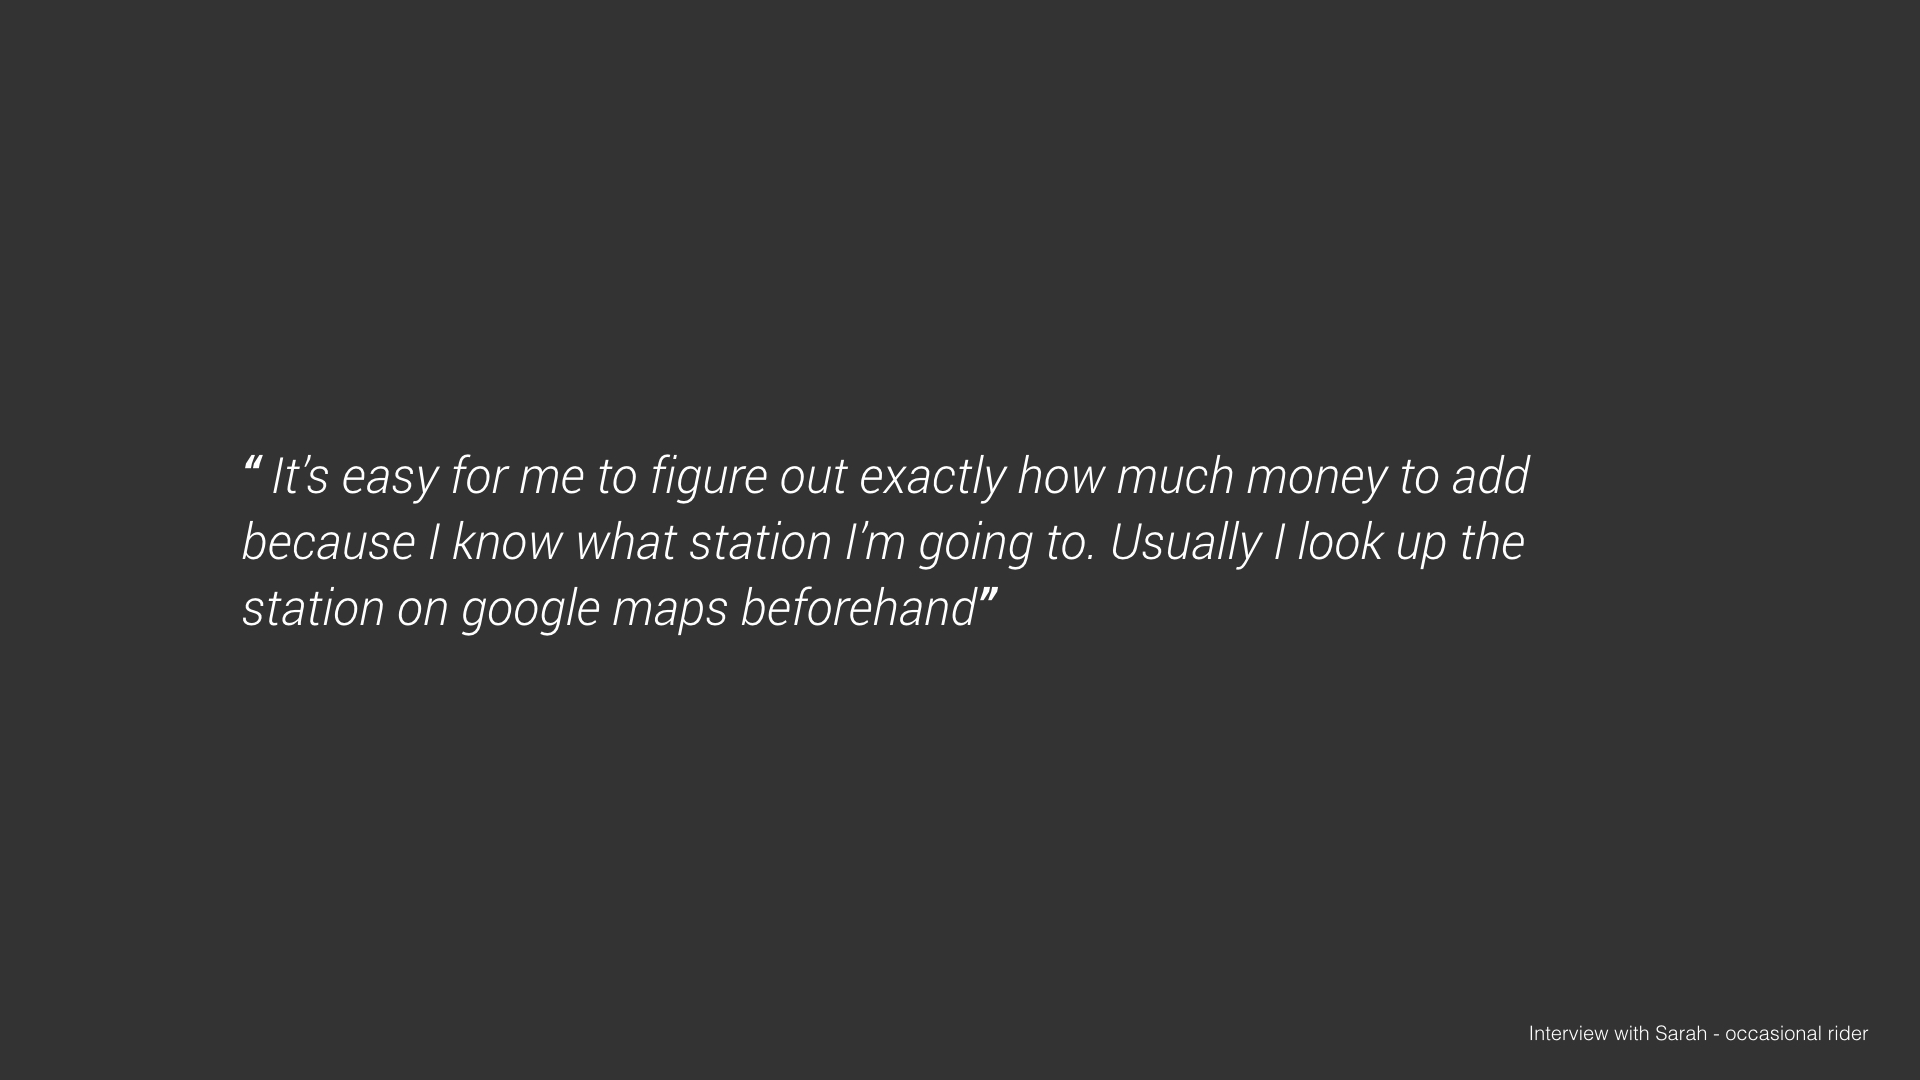 “ It’s easy for me to figure out exactly how much money to add
because I know what station I’m going to. Usually I look up the
station on google maps beforehand”
Interview with Sarah - occasional rider